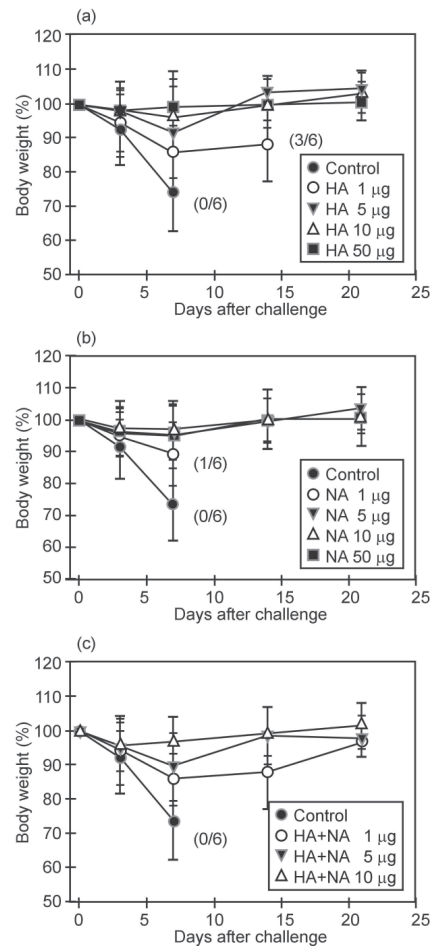 (a)
120
110
100
90
80
70
60
50
Body weight (%)
(3/6)
(0/6)
Control
HA 1 μg
HA 5 μg
HA 10 μg
HA 50 μg
0 5 10 15 20 25
Days after challenge
(b)
120
110
100
90
80
70
60
50
Body weight (%)
(1/6)
(0/6)
Control
NA 1 μg
NA 5 μg
NA 10 μg
NA 50 μg
0 5 10 15 20 25
Days after challenge
(c)
120
110
100
90
80
70
60
50
Body weight (%)
(0/6)
Control
HA+NA 1 μg
HA+NA 5 μg
HA+NA 10 μg
0 5 10 15 20 25
Days after challenge